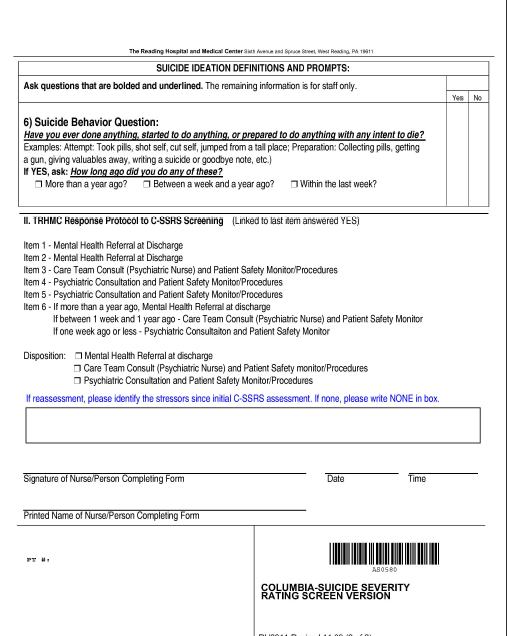 The Reading Hospital and Medical Center Sixth Avenue and Spruce Street, West Reading, PA 19611
SUICIDE IDEATION DEFINITIONS AND PROMPTS:
Ask questions that are bolded and underlined. The remaining information is for staff only.
Yes No
6) Suicide Behavior Question:
Have you ever done anything, started to do anything, or prepared to do anything with any intent to die?
Examples: Attempt: Took pills, shot self, cut self, jumped from a tall place; Preparation: Collecting pills, getting
a gun, giving valuables away, writing a suicide or goodbye note, etc.)
If YES, ask: How long ago did you do any of these?
☐ More than a year ago? ☐ Between a week and a year ago? ☐ Within the last week?
II. TRHMC Response Protocol to C-SSRS Screening (Linked to last item answered YES)
Item 1 - Mental Health Referral at Discharge
Item 2 - Mental Health Referral at Discharge
Item 3 - Care Team Consult (Psychiatric Nurse) and Patient Safety Monitor/Procedures
Item 4 - Psychiatric Consultation and Patient Safety Monitor/Procedures
Item 5 - Psychiatric Consultation and Patient Safety Monitor/Procedures
Item 6 - If more than a year ago, Mental Health Referral at discharge
If between 1 week and 1 year ago - Care Team Consult (Psychiatric Nurse) and Patient Safety Monitor
If one week ago or less - Psychiatric Consultaiton and Patient Safety Monitor
Disposition: ☐ Mental Health Referral at discharge
☐ Care Team Consult (Psychiatric Nurse) and Patient Safety monitor/Procedures
☐ Psychiatric Consultation and Patient Safety Monitor/Procedures
If reassessment, please identify the stressors since initial C-SSRS assessment. If none, please write NONE in box.
Signature of Nurse/Person Completing Form Date Time
Printed Name of Nurse/Person Completing Form
PT #:
AS0580
COLUMBIA-SUICIDE SEVERITY
RATING SCREEN VERSION